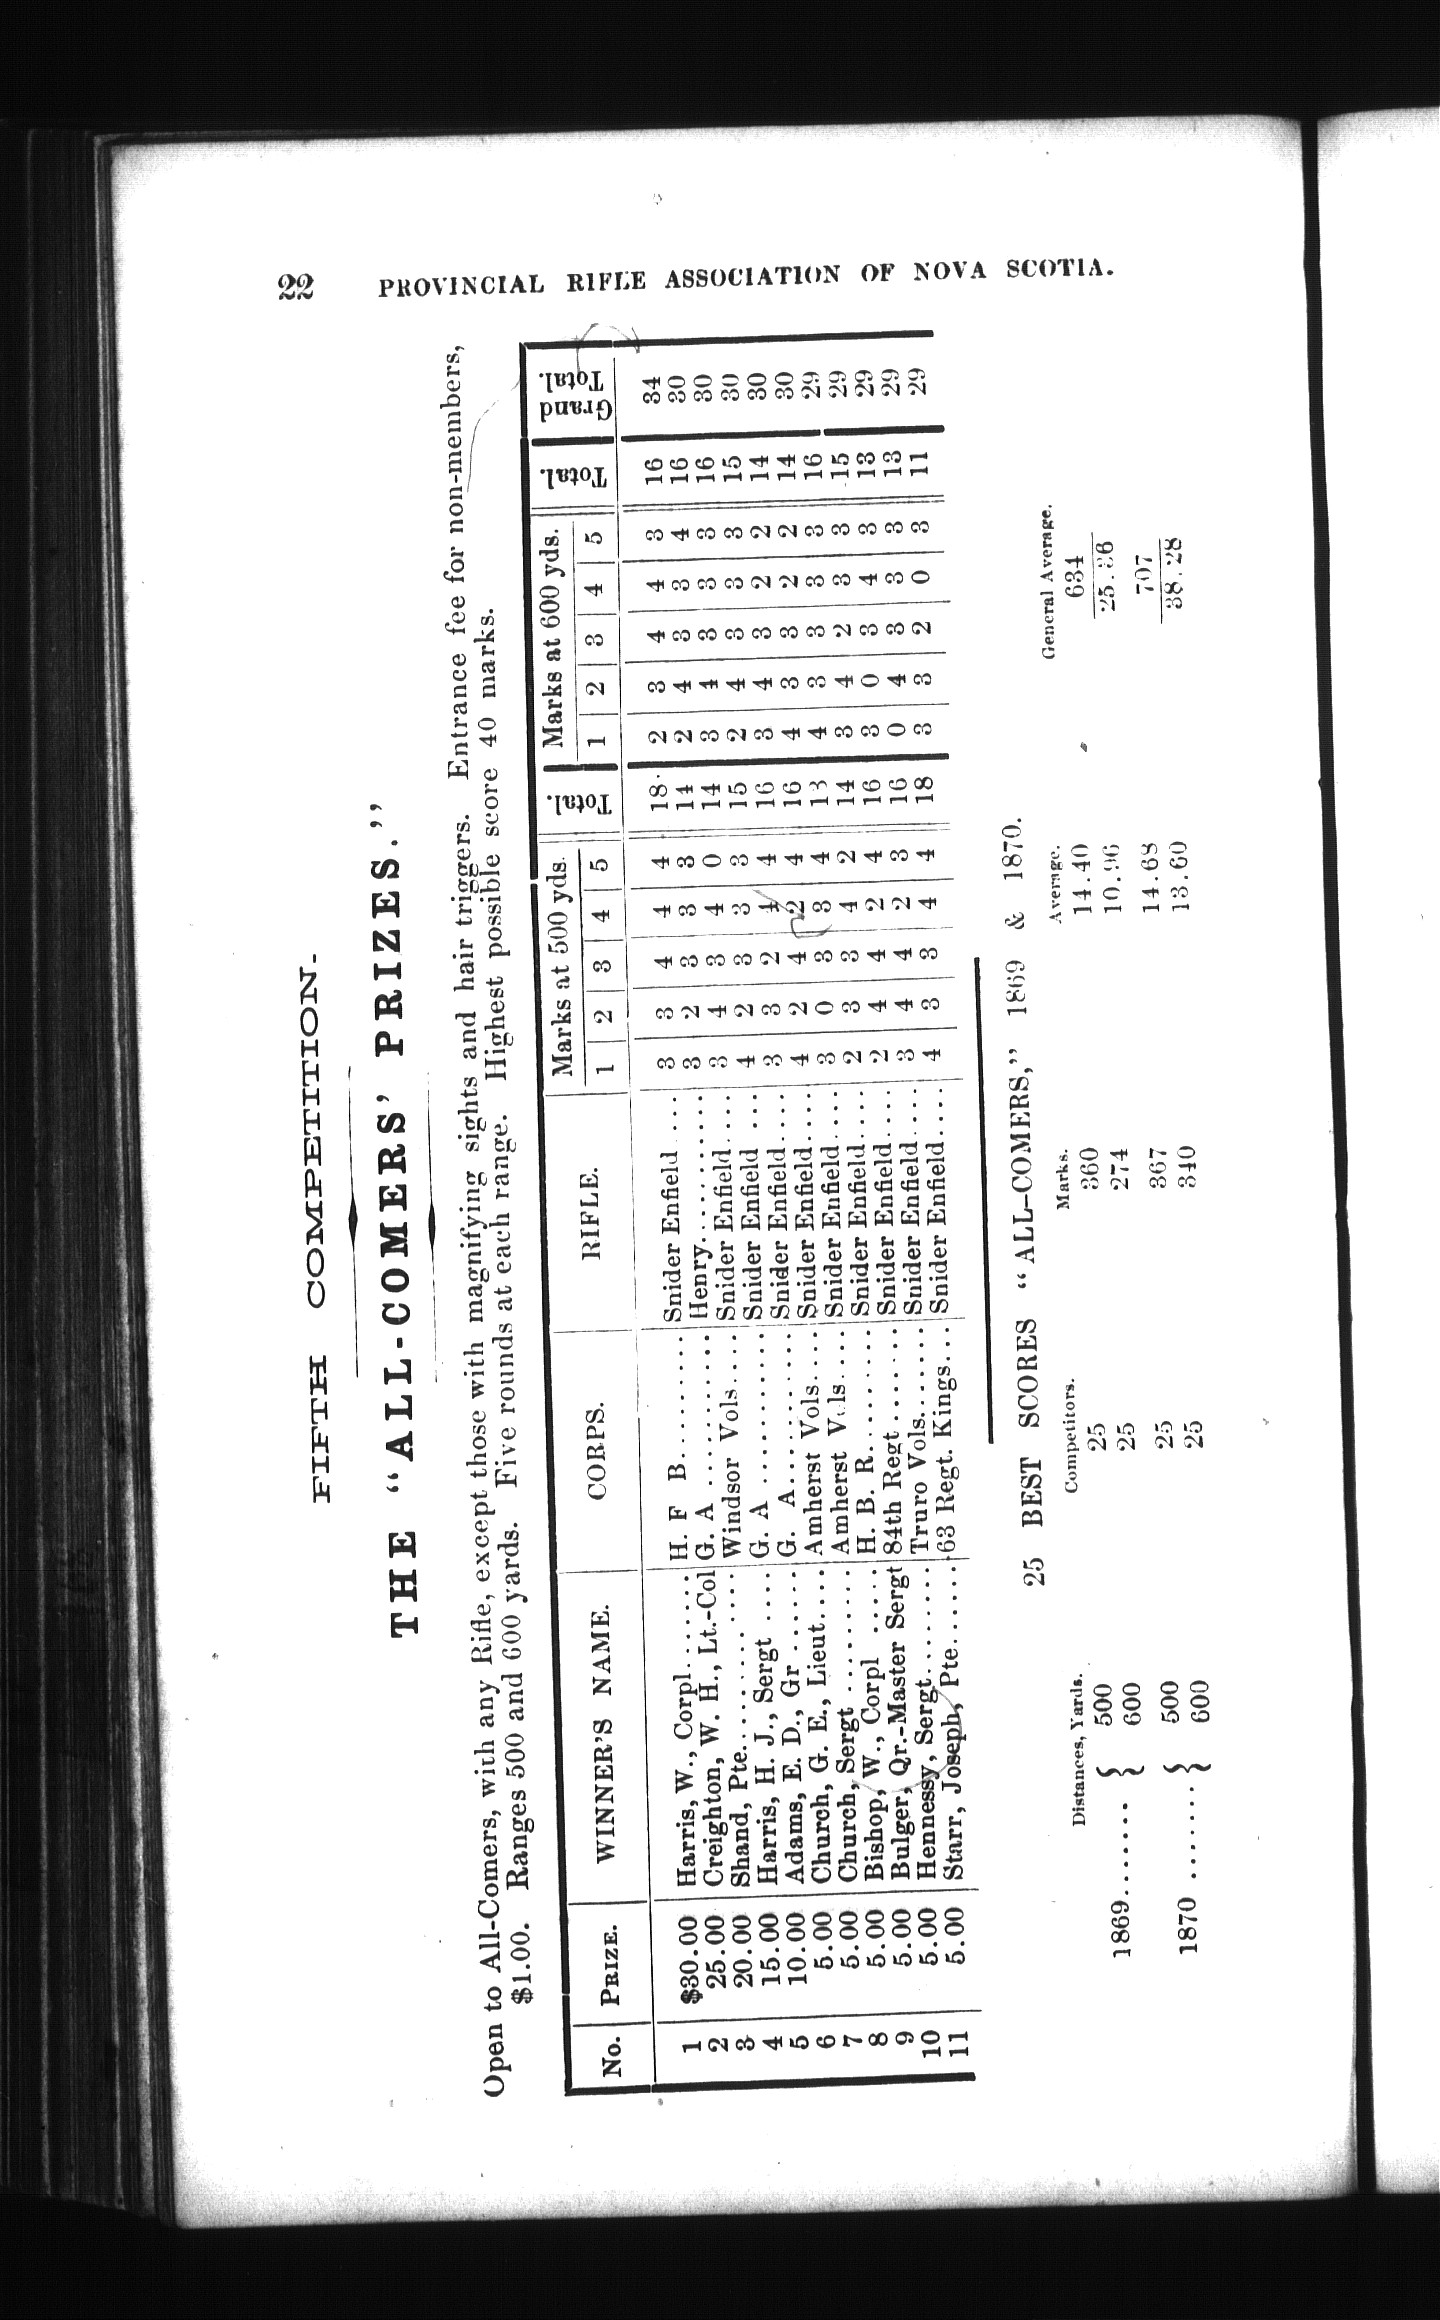 22 PROVINCIAL RIFLE ASSOCIATION OF NOVA SCOTIA.
FIFTH COMPETITION.
THE "ALL-COMERS' PRIZES."
Open to All-Comers, with any Rifle, except those with magnifying sights and hair triggers. Entrance fee for non-members,
$1.00. Ranges 500 and 600 yards. Five rounds at each range. Highest possible score 40 marks.
No. PRIZE. WINNER'S NAME. CORPS. RIFLE. Marks at 500 yds. Total. Marks at 600 yds. Total. Grand Total.
1 2 3 4 5 1 2 3 4 5
1 $30.00 Harris, W., Corpl....... H. F B.......... Snider Enfield .... 3 3 4 4 4 18 2 3 4 4 3 16 34
2 25.00 Creighton, W. H., Lt.-Col G. A ........... Henry........... 3 2 3 3 3 14 2 4 3 3 4 16 30
3 20.00 Shand, Pte............ Windsor Vols.... Snider Enfield..... 3 4 3 4 0 14 3 4 3 3 3 16 30
4 15.00 Harris, H. J., Sergt .... G. A ........... Snider Enfield ... 4 2 3 3 3 15 2 4 3 3 3 15 30
5 10.00 Adams, E. D., Gr ...... G. A........... Snider Enfield..... 3 3 2 4 4 16 3 4 3 2 2 14 30
6 5.00 Church, G. E., Lieut.... Amherst Vols.... Snider Enfield..... 4 2 4 2 4 16 4 3 3 2 2 14 30
7 5.00 Church, Sergt ......... Amherst Vols.... Snider Enfield..... 3 0 3 3 4 13 4 3 3 3 3 16 29
8 5.00 Bishop, W., Corpl ..... H. B. R.......... Snider Enfield..... 2 3 3 4 2 14 3 4 2 3 3 15 29
9 5.00 Bulger, Qr.-Master Sergt 84th Regt....... Snider Enfield .... 2 4 4 2 4 16 3 0 3 4 3 13 29
10 5.00 Hennessy, Sergt........ Truro Vols....... Snider Enfield .... 3 4 4 2 3 16 0 4 3 3 3 13 29
11 5.00 Starr, Joseph, Pte...... 63 Regt. Kings... Snider Enfield.... 4 3 3 4 4 18 3 3 2 0 3 11 29
25 BEST SCORES "ALL-COMERS," 1869 & 1870.
Distances, Yards. Competitors. Marks. Average. General Average.
1869....... { 500 25 360 14.40 634
600 25 274 10.96 25.36
1870 ....... { 500 25 367 14.68 707
600 25 340 13.60 38.28